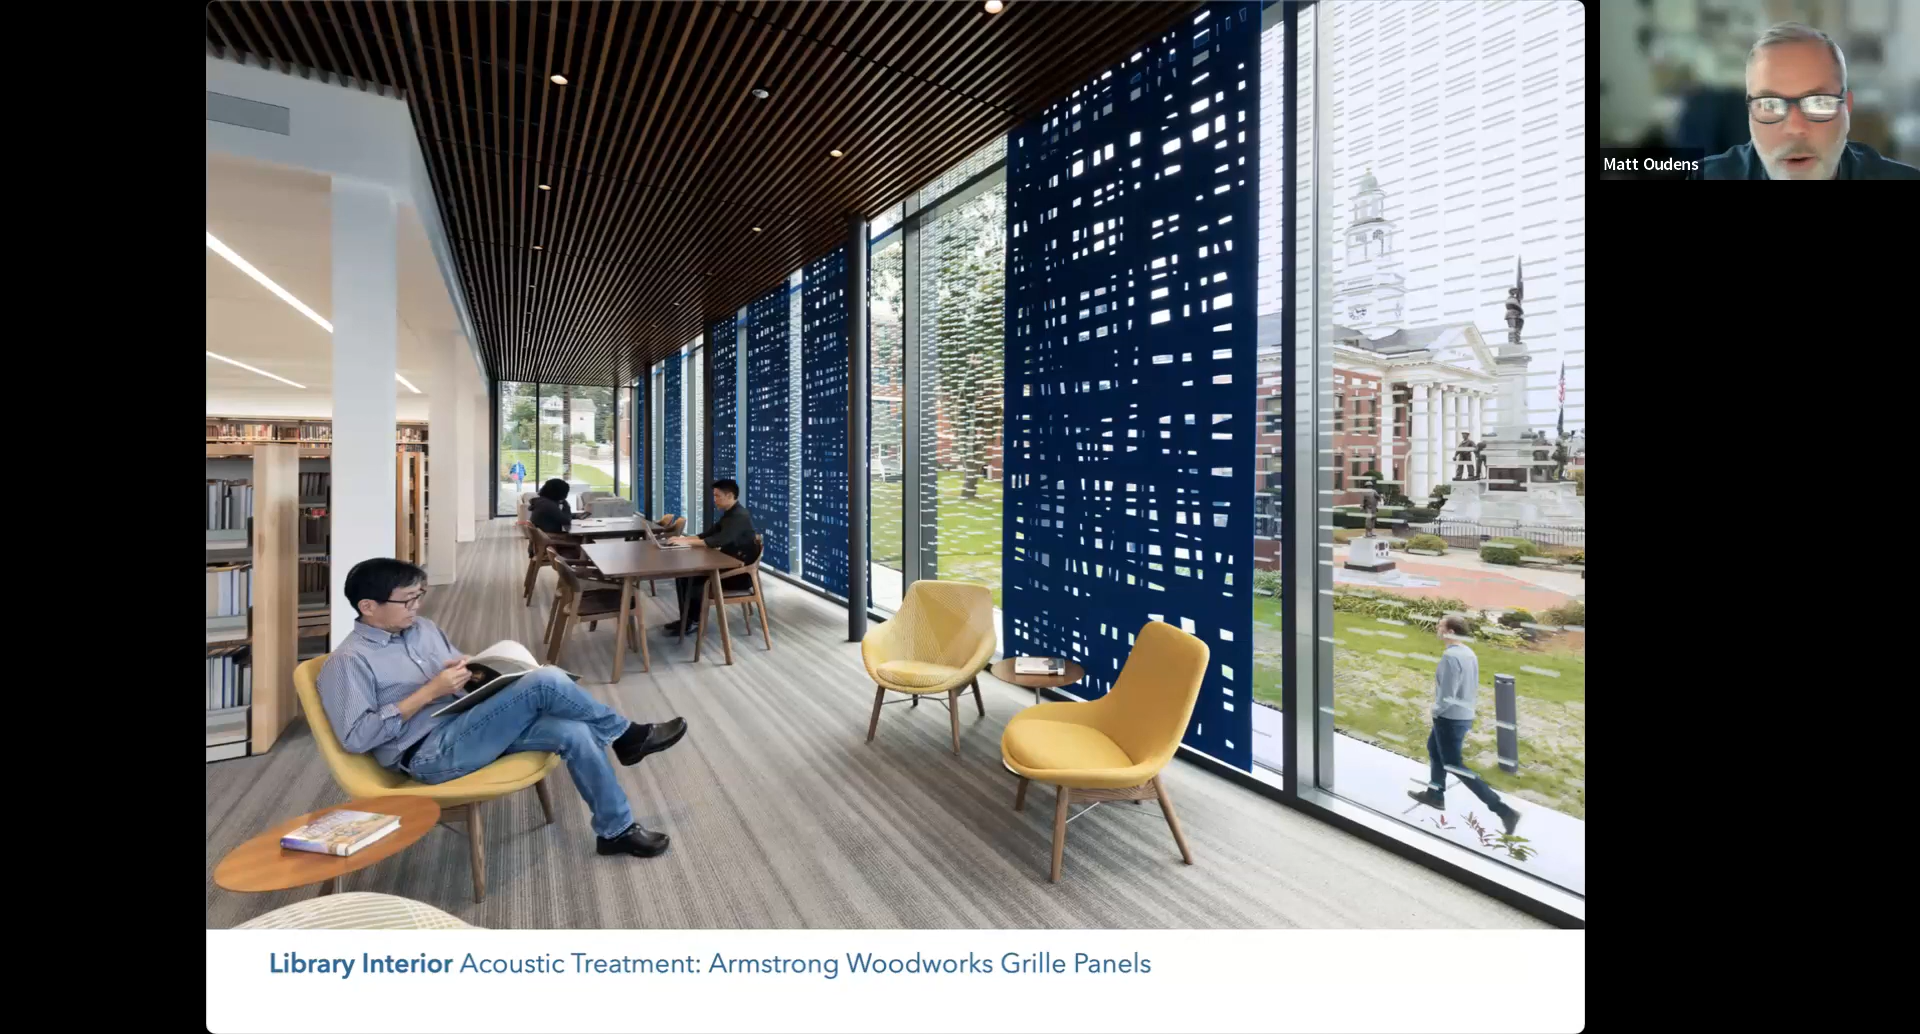 Matt Oudens
Library Interior Acoustic Treatment: Armstrong Woodworks Grille Panels